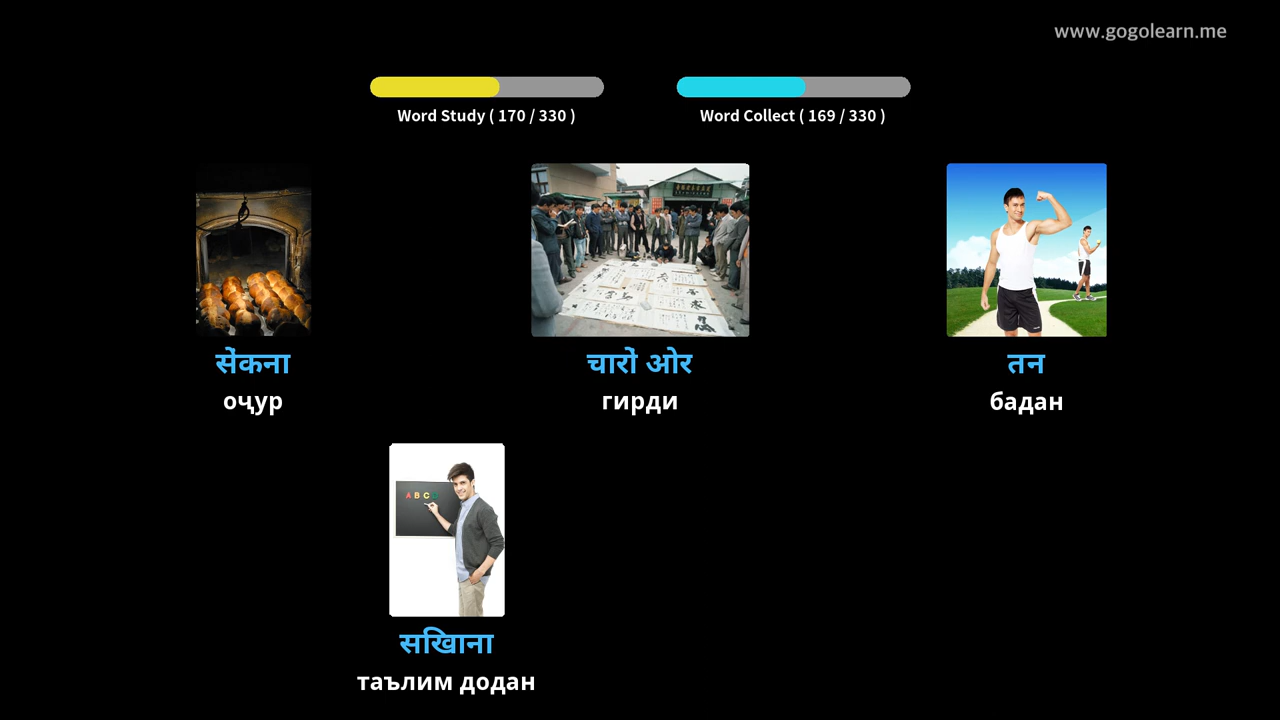 www.gogolearn.me
Word Study ( 170 / 330 )
Word Collect ( 169 / 330 )
सेंकना
चारों ओर
तन
оҷур
гирди
бадан
A B C
सिखाना
таълим додан